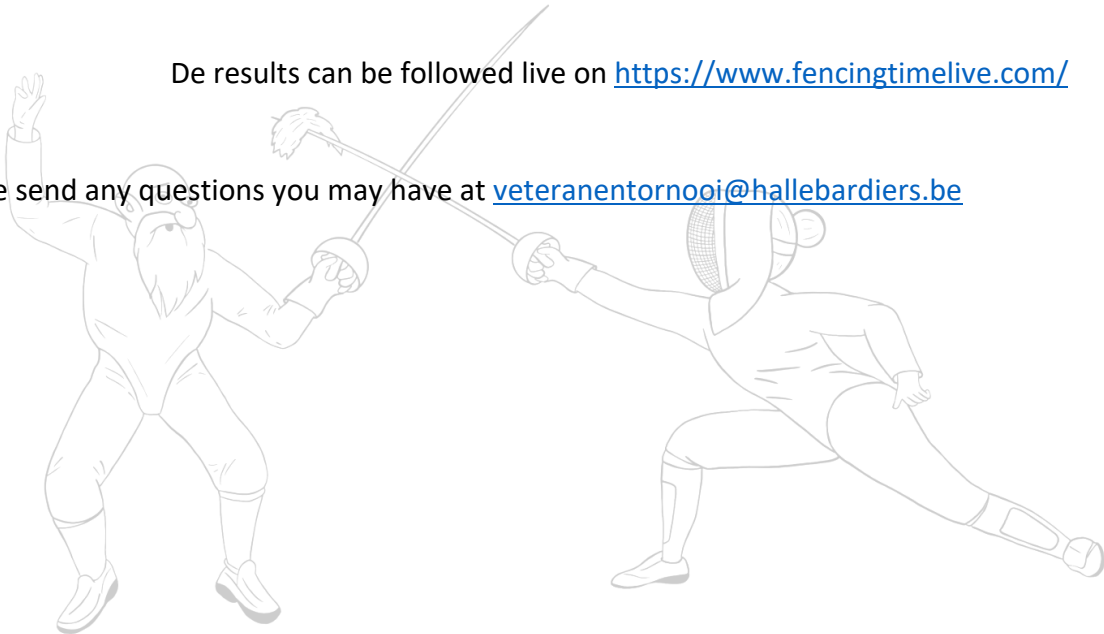 De results can be followed live on https://www.fencingtimelive.com/
e send any questions you may have at veteranentornooi@hallebardiers.be